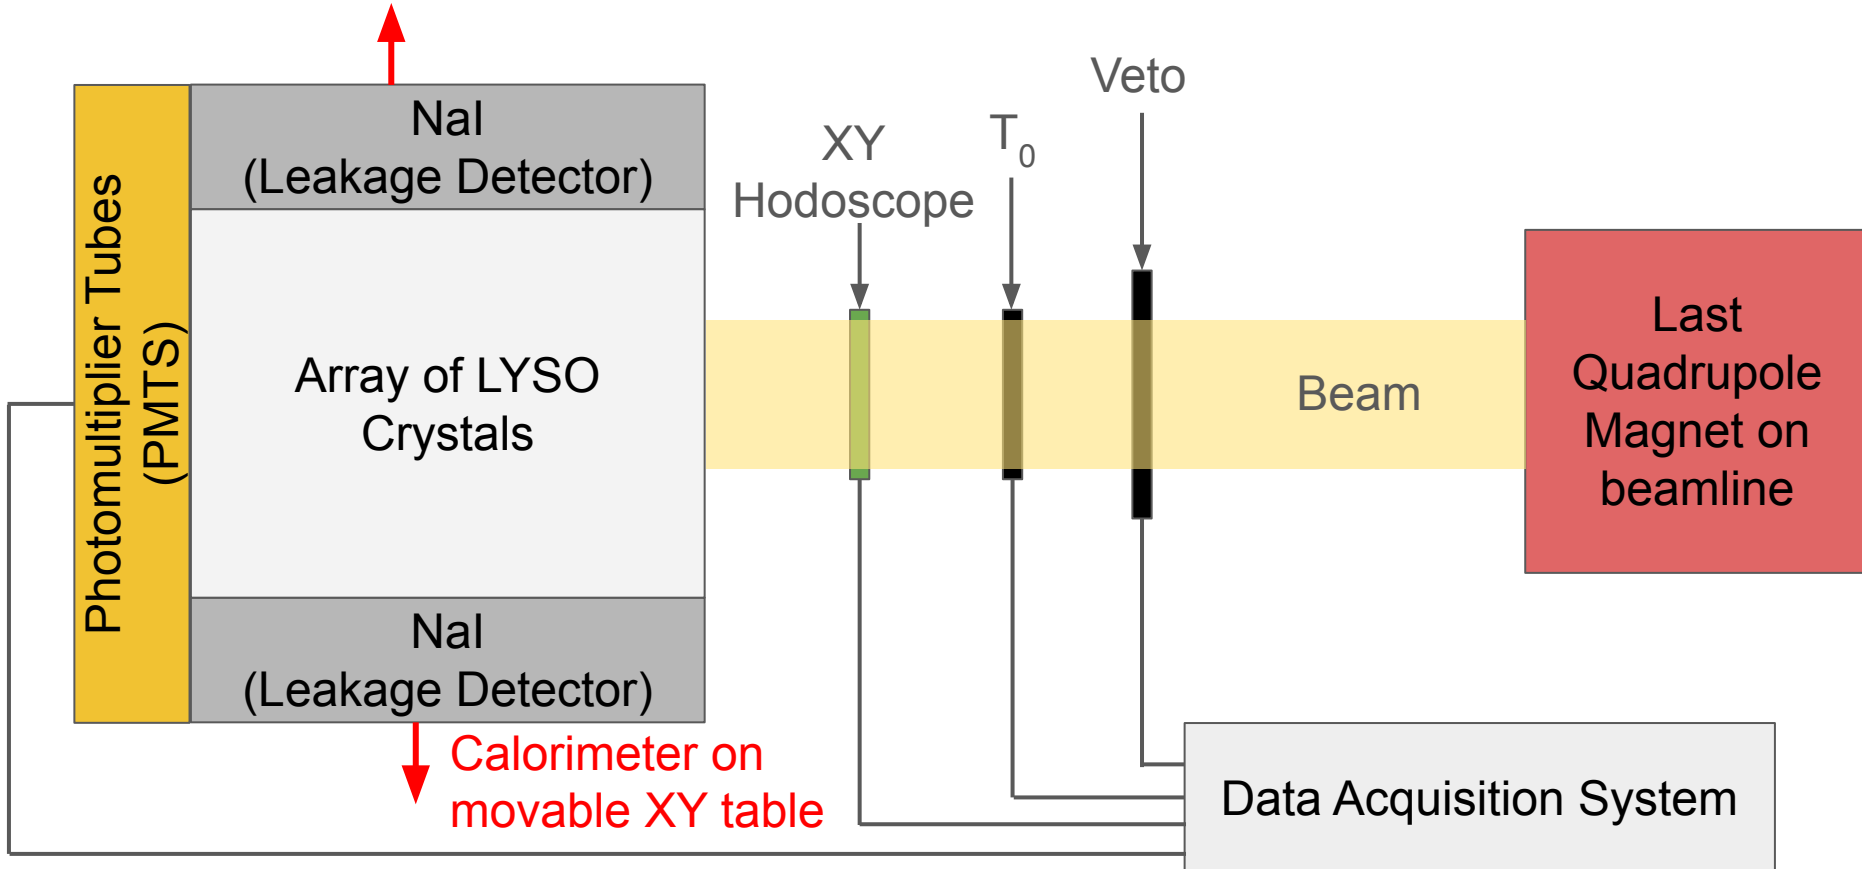 Veto
T0
XY
Hodoscope
NaI
(Leakage Detector)
Photomultiplier Tubes
(PMTS)
Array of LYSO
Crystals
Beam
Last
Quadrupole
Magnet on
beamline
NaI
(Leakage Detector)
Calorimeter on
movable XY table
Data Acquisition System